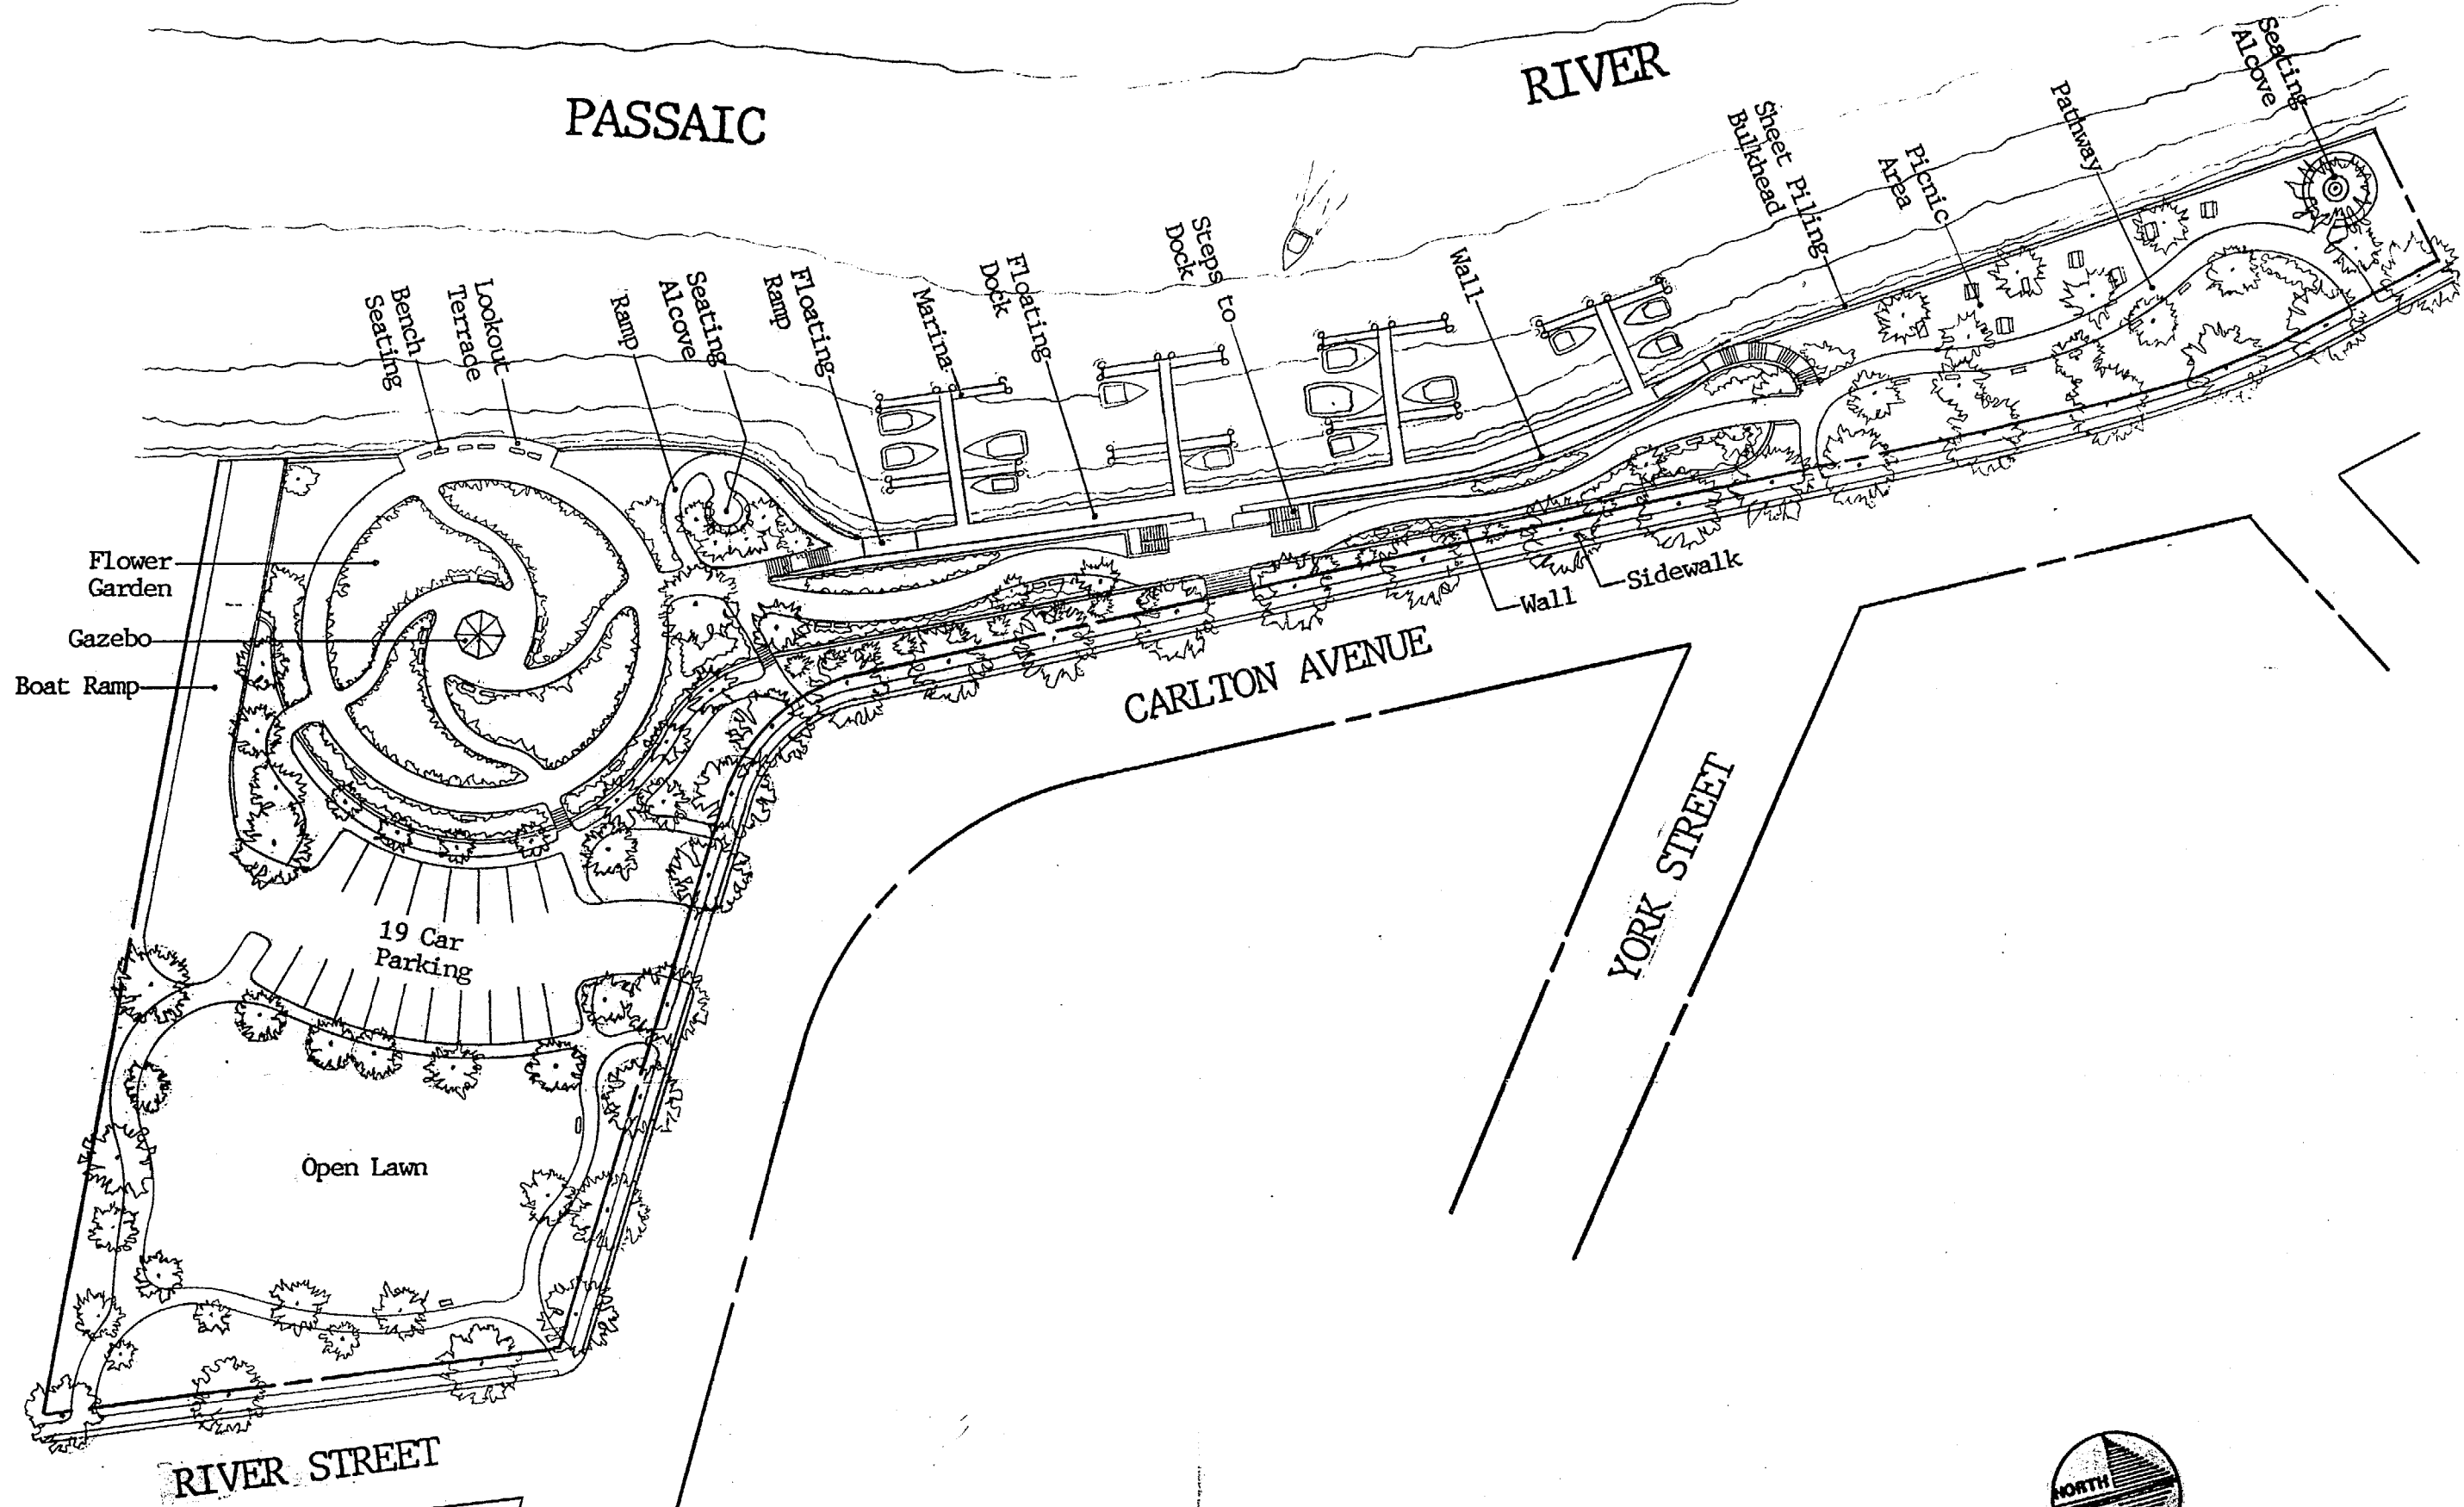 PASSAIC
RIVER
Seating
Alcove
Pathway
Picnic
Area
Sheet Piling
Bulkhead
Wall
Steps to
Dock
Floating
Dock
Marina
Floating
Ramp
Seating
Alcove
Ramp
Lookout
Terrace
Bench
Seating
Flower
Garden
Gazebo
Boat Ramp
Sidewalk
Wall
CARLTON AVENUE
YORK STREET
19 Car
Parking
Open Lawn
RIVER STREET
NORTH